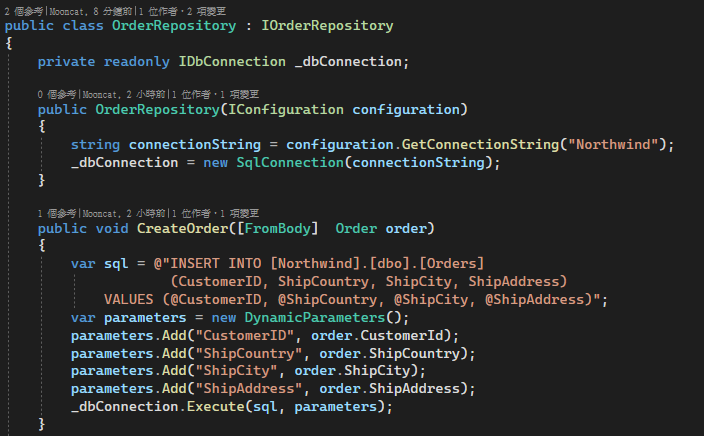 2 個參考|Mooncat, 8 分鐘前|1 位作者，2 項變更
public class OrderRepository : IOrderRepository
{
    private readonly IDbConnection _dbConnection;
    0 個參考|Mooncat, 2 小時前|1 位作者，1 項變更
    public OrderRepository(IConfiguration configuration)
    {
        string connectionString = configuration.GetConnectionString("Northwind");
        _dbConnection = new SqlConnection(connectionString);
    }
    1 個參考|Mooncat, 2 小時前|1 位作者，1 項變更
    public void CreateOrder([FromBody]  Order order)
    {
        var sql = @"INSERT INTO [Northwind].[dbo].[Orders]
                    (CustomerID, ShipCountry, ShipCity, ShipAddress)
            VALUES (@CustomerID, @ShipCountry, @ShipCity, @ShipAddress)";
        var parameters = new DynamicParameters();
        parameters.Add("CustomerID", order.CustomerId);
        parameters.Add("ShipCountry", order.ShipCountry);
        parameters.Add("ShipCity", order.ShipCity);
        parameters.Add("ShipAddress", order.ShipAddress);
        _dbConnection.Execute(sql, parameters);
    }